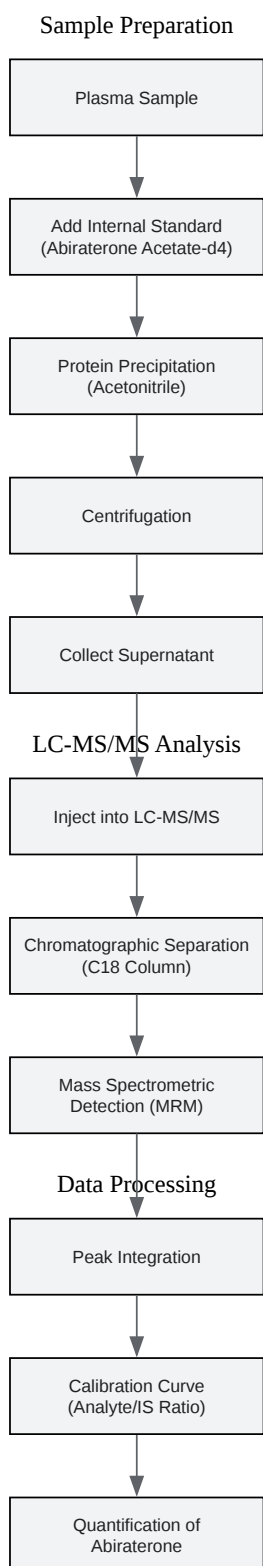 Sample Preparation
Plasma Sample
Add Internal Standard
(Abiraterone Acetate-d4)
Protein Precipitation
(Acetonitrile)
Centrifugation
Collect Supernatant
LC-MS/MS Analysis
Inject into LC-MS/MS
Chromatographic Separation
(C18 Column)
Mass Spectrometric
Detection (MRM)
Data Processing
Peak Integration
Calibration Curve
(Analyte/IS Ratio)
Quantification of
Abiraterone